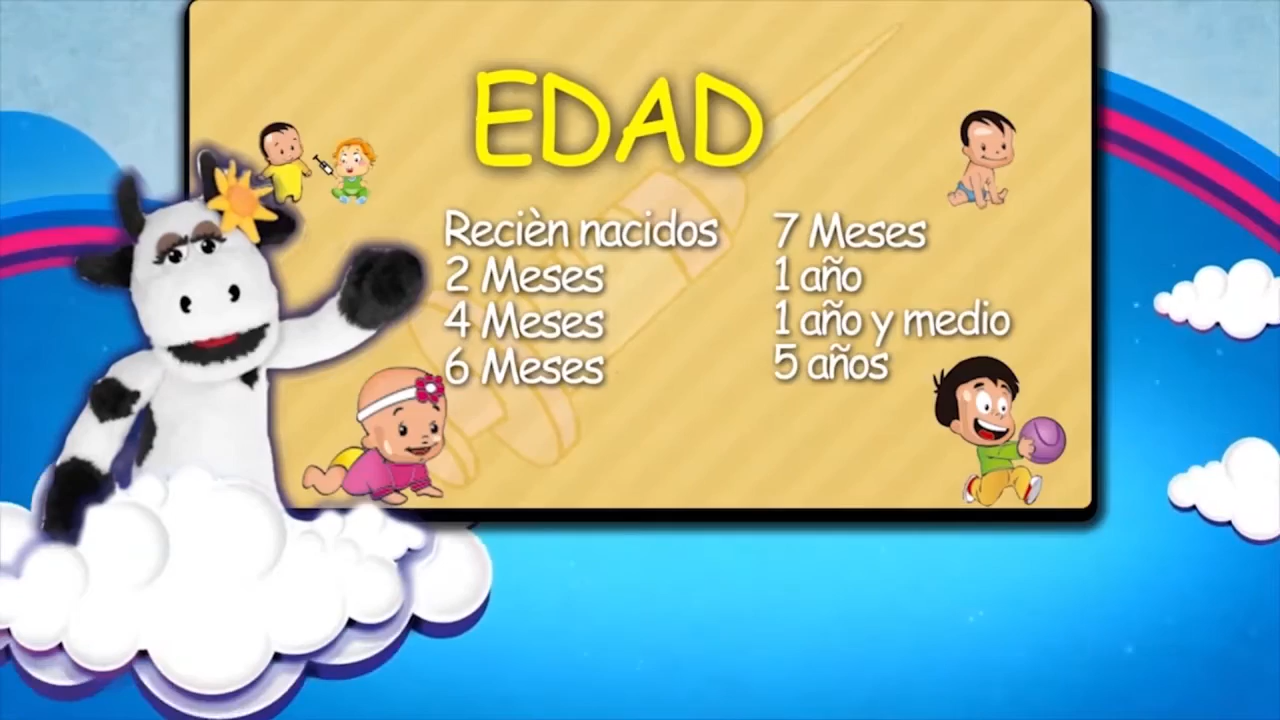 EDAD
Recièn nacidos
2 Meses
4 Meses
6 Meses
7 Meses
1 año
1 año y medio
5 años